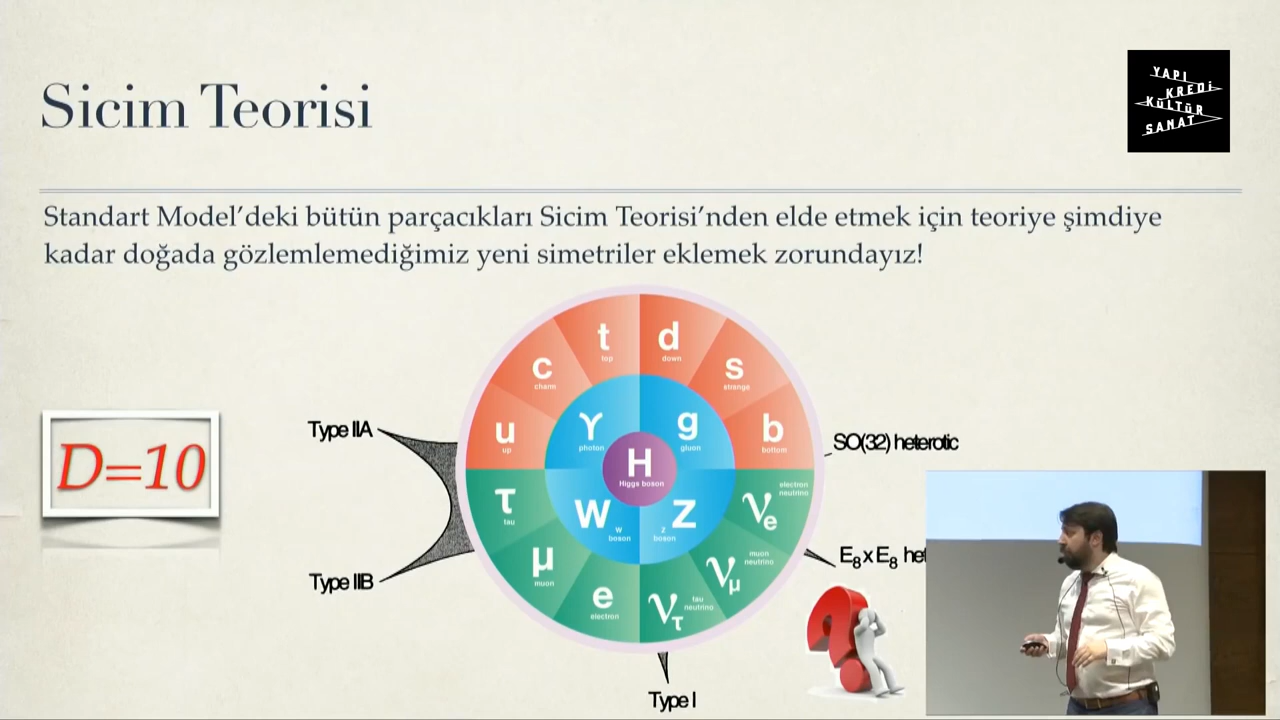 Sicim Teorisi
YAPI
KREDİ
KÜLTÜR
SANAT
Standart Model’deki bütün parçacıkları Sicim Teorisi’nden elde etmek için teoriye şimdiye
kadar doğada gözlemlemediğimiz yeni simetriler eklemek zorundayız!
D=10
Type IIA
Type IIB
SO(32) heterotic
E8 x E8 het
Type I
t
top
d
down
c
charm
s
strange
u
up
b
bottom
γ
photon
g
gluon
H
Higgs boson
W
W
boson
Z
Z
boson
τ
tau
μ
muon
e
electron
ντ
tau
neutrino
νμ
muon
neutrino
νe
electron
neutrino
?